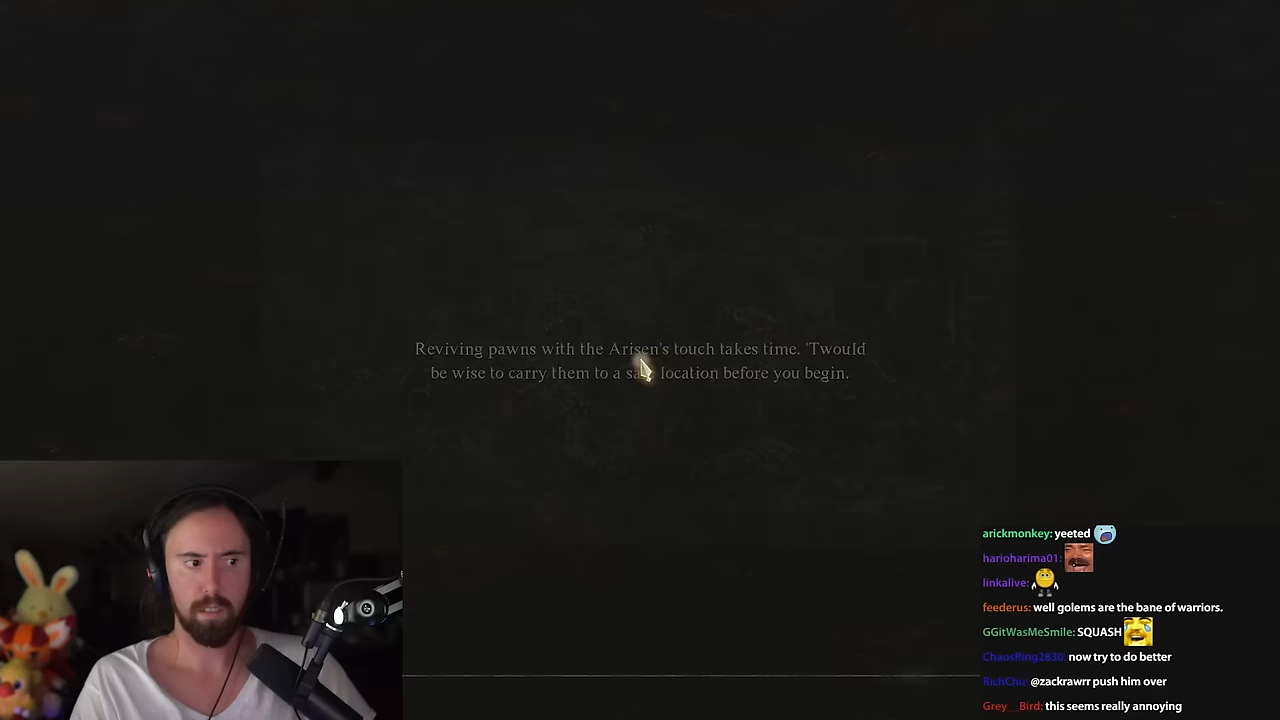 Reviving pawns with the Arisen's touch takes time. 'Twould
be wise to carry them to a safe location before you begin.
arickmonkey: yeeted
harioharima01:
linkalive:
feederus: well golems are the bane of warriors.
GGitWasMeSmile: SQUASH
ChaosRing2830: now try to do better
RichChu: @zackrawrr push him over
Grey__Bird: this seems really annoying